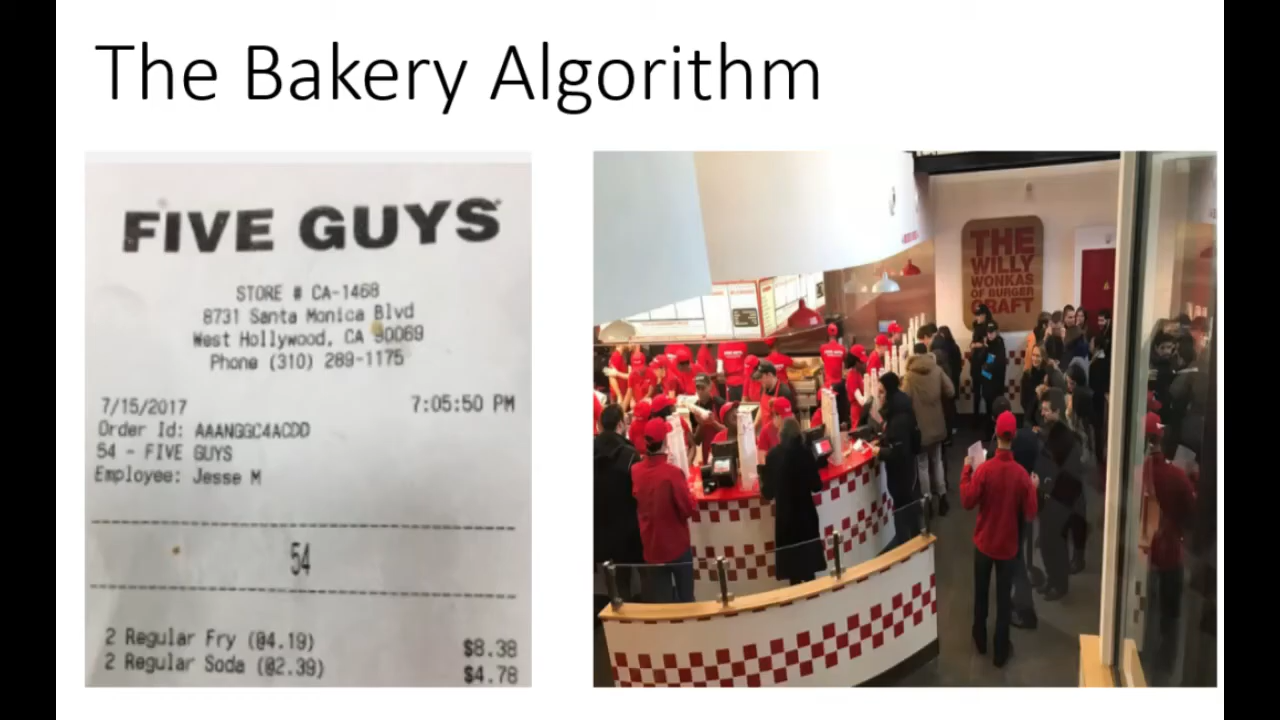 The Bakery Algorithm
FIVE GUYS
STORE # CA-1468
8731 Santa Monica Blvd
West Hollywood, CA 90069
Phone (310) 289-1175
7/15/2017 7:05:50 PM
Order Id: AAANGGC4ACDD
54 - FIVE GUYS
Employee: Jesse M
54
2 Regular Fry (@4.19) $8.38
2 Regular Soda (@2.39) $4.78
THE
WILLY
WONKAS
OF BURGER
CRAFT